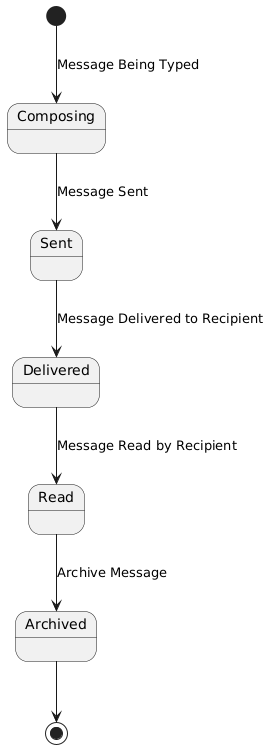 Message Being Typed
Composing
Message Sent
Sent
Message Delivered to Recipient
Delivered
Message Read by Recipient
Read
Archive Message
Archived